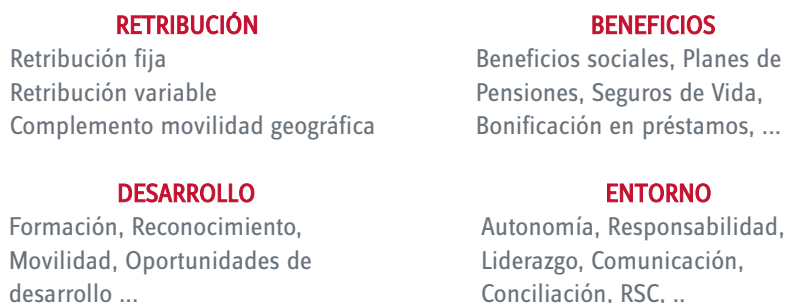 RETRIBUCIÓN
Retribución fija
Retribución variable
Complemento movilidad geográfica
BENEFICIOS
Beneficios sociales, Planes de
Pensiones, Seguros de Vida,
Bonificación en préstamos, ...
DESARROLLO
Formación, Reconocimiento,
Movilidad, Oportunidades de
desarrollo ...
ENTORNO
Autonomía, Responsabilidad,
Liderazgo, Comunicación,
Conciliación, RSC, ..